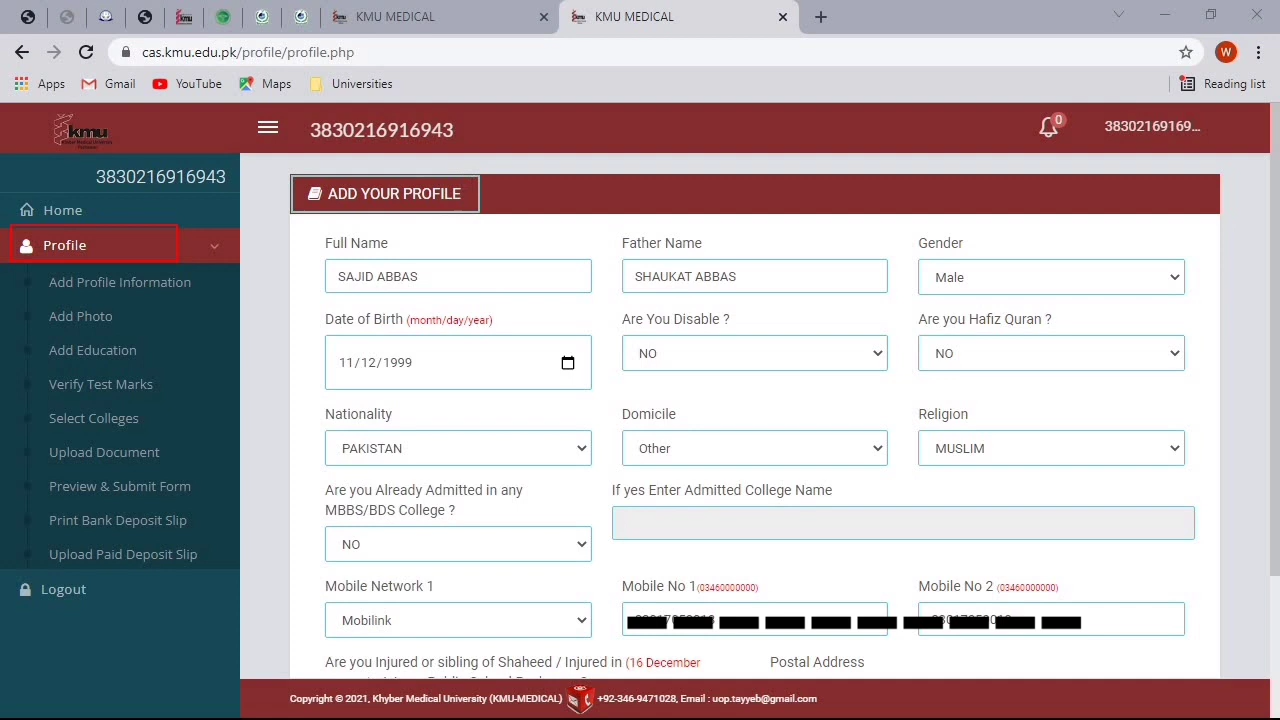 KMU MEDICAL
KMU MEDICAL
cas.kmu.edu.pk/profile/profile.php
W
Apps
Gmail
YouTube
Maps
Universities
Reading list
kmu
3830216916943
0
38302169169...
3830216916943
Home
Profile
Add Profile Information
Add Photo
Add Education
Verify Test Marks
Select Colleges
Upload Document
Preview & Submit Form
Print Bank Deposit Slip
Upload Paid Deposit Slip
Logout
ADD YOUR PROFILE
Full Name Father Name Gender
SAJID ABBAS SHAUKAT ABBAS Male
Date of Birth (month/day/year) Are You Disable ? Are you Hafiz Quran ?
11/12/1999 NO NO
Nationality Domicile Religion
PAKISTAN Other MUSLIM
Are you Already Admitted in any
MBBS/BDS College ?
If yes Enter Admitted College Name
NO
Mobile Network 1 Mobile No 1(03460000000) Mobile No 2 (03460000000)
Mobilink
Are you Injured or sibling of Shaheed / Injured in (16 December Postal Address
Copyright © 2021, Khyber Medical University (KMU-MEDICAL) +92-346-9471028, Email : uop.tayyeb@gmail.com